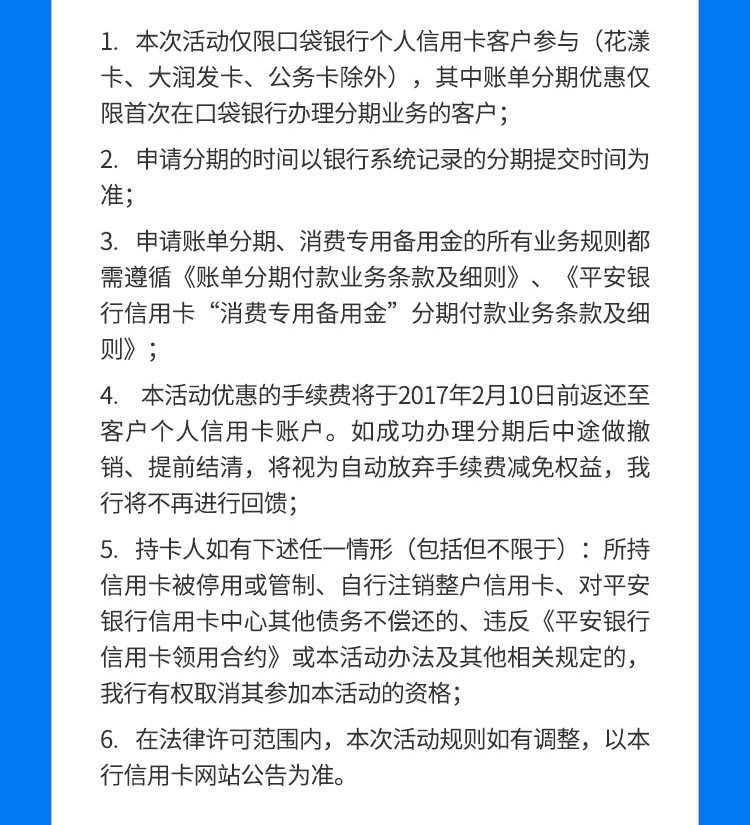 1. 本次活动仅限口袋银行个人信用卡客户参与（花漾
卡、大润发卡、公务卡除外），其中账单分期优惠仅
限首次在口袋银行办理分期业务的客户；
2. 申请分期的时间以银行系统记录的分期提交时间为
准；
3. 申请账单分期、消费专用备用金的所有业务规则都
需遵循《账单分期付款业务条款及细则》、《平安银
行信用卡“消费专用备用金”分期付款业务条款及细
则》；
4. 本活动优惠的手续费将于2017年2月10日前返还至
客户个人信用卡账户。如成功办理分期后中途做撤
销、提前结清，将视为自动放弃手续费减免权益，我
行将不再进行回馈；
5. 持卡人如有下述任一情形（包括但不限于）：所持
信用卡被停用或管制、自行注销整户信用卡、对平安
银行信用卡中心其他债务不偿还的、违反《平安银行
信用卡领用合约》或本活动办法及其他相关规定的，
我行有权取消其参加本活动的资格；
6. 在法律许可范围内，本次活动规则如有调整，以本
行信用卡网站公告为准。